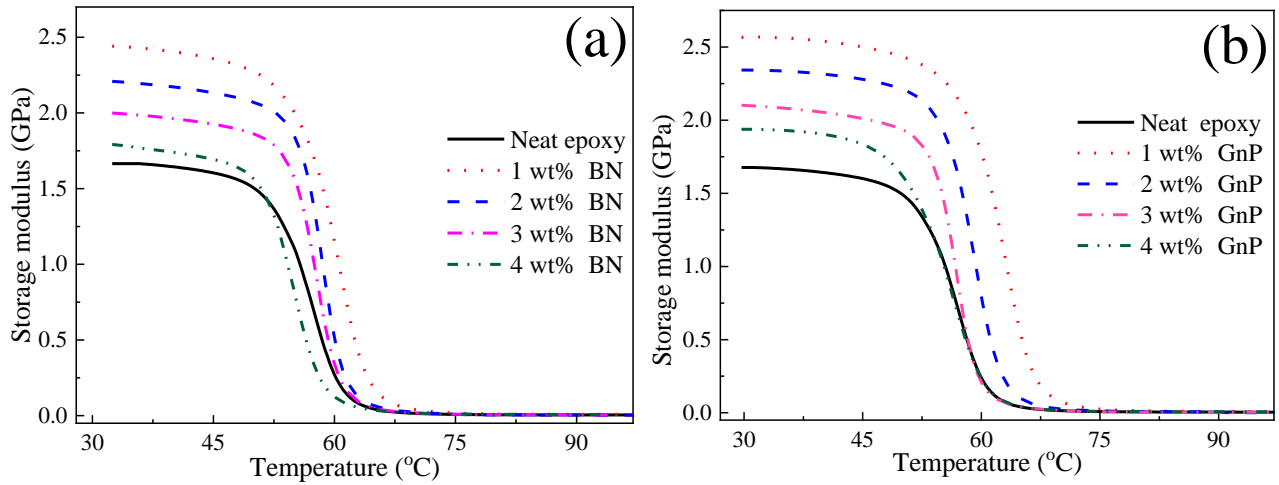 (a)
Storage modulus (GPa)
2.5
2.0
1.5
1.0
0.5
0.0
Neat epoxy
1 wt% BN
2 wt% BN
3 wt% BN
4 wt% BN
30
45
60
75
90
Temperature (°C)
(b)
Storage modulus (GPa)
2.5
2.0
1.5
1.0
0.5
0.0
Neat epoxy
1 wt% GnP
2 wt% GnP
3 wt% GnP
4 wt% GnP
30
45
60
75
90
Temperature (°C)